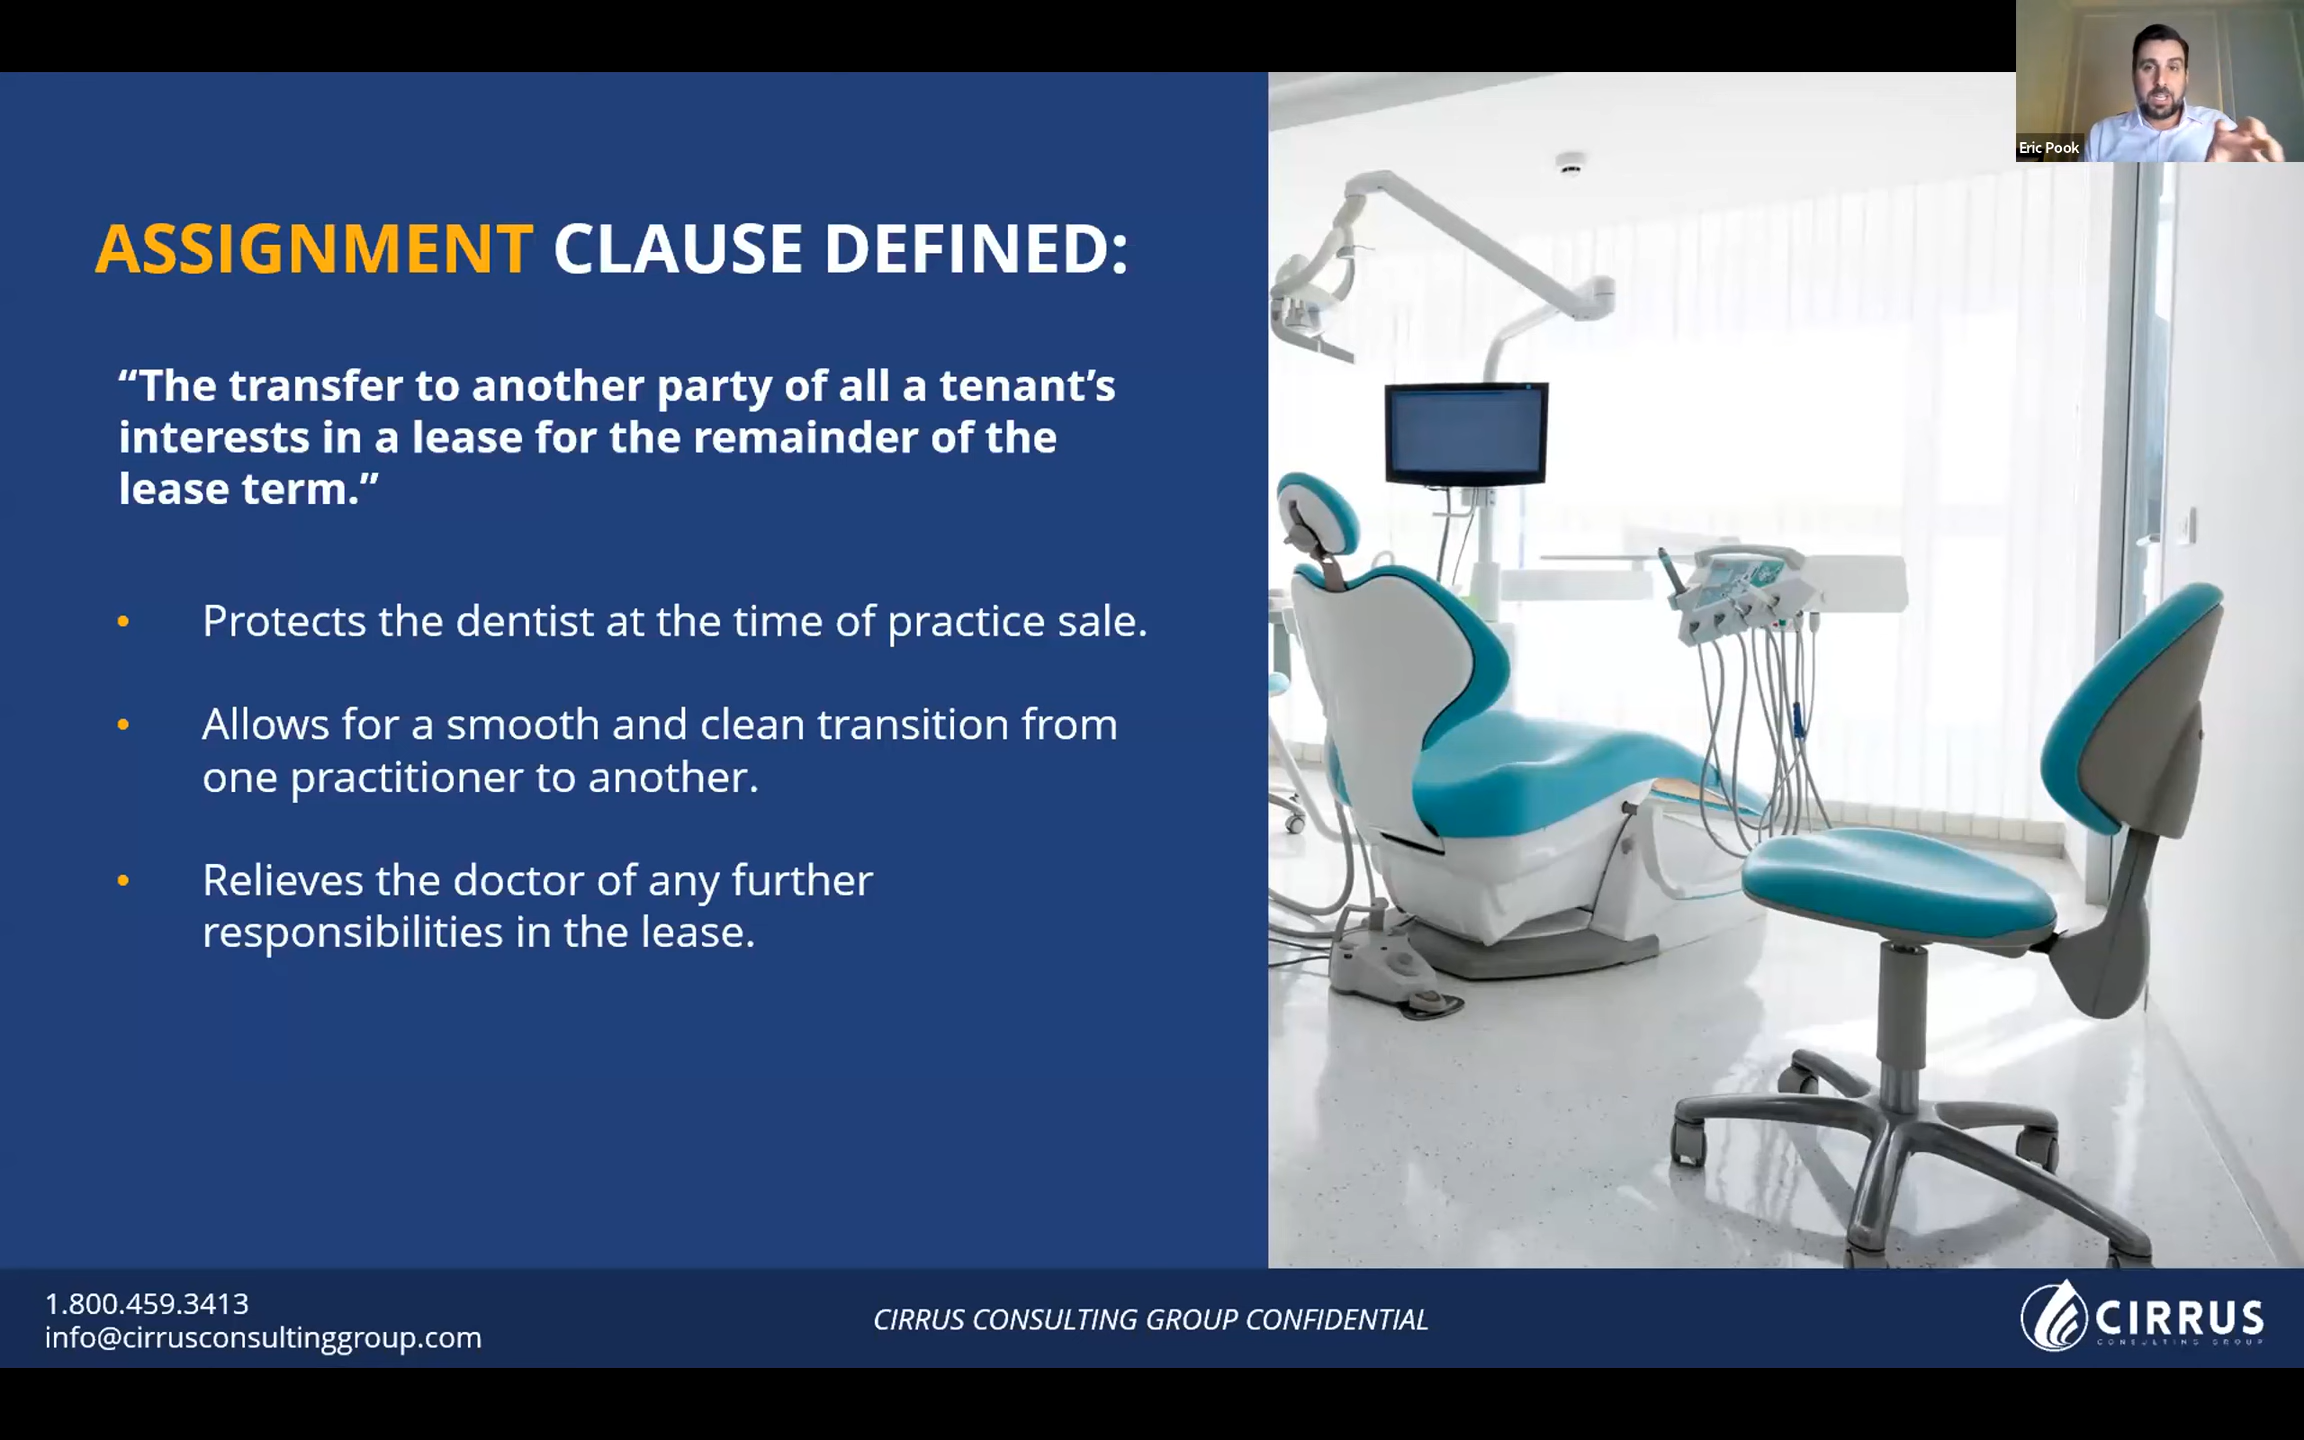 Eric Pook
ASSIGNMENT CLAUSE DEFINED:
“The transfer to another party of all a tenant’s
interests in a lease for the remainder of the
lease term.”
• Protects the dentist at the time of practice sale.
• Allows for a smooth and clean transition from
one practitioner to another.
• Relieves the doctor of any further
responsibilities in the lease.
1.800.459.3413
info@cirrusconsultinggroup.com
CIRRUS CONSULTING GROUP CONFIDENTIAL
CIRRUS
CONSULTING GROUP